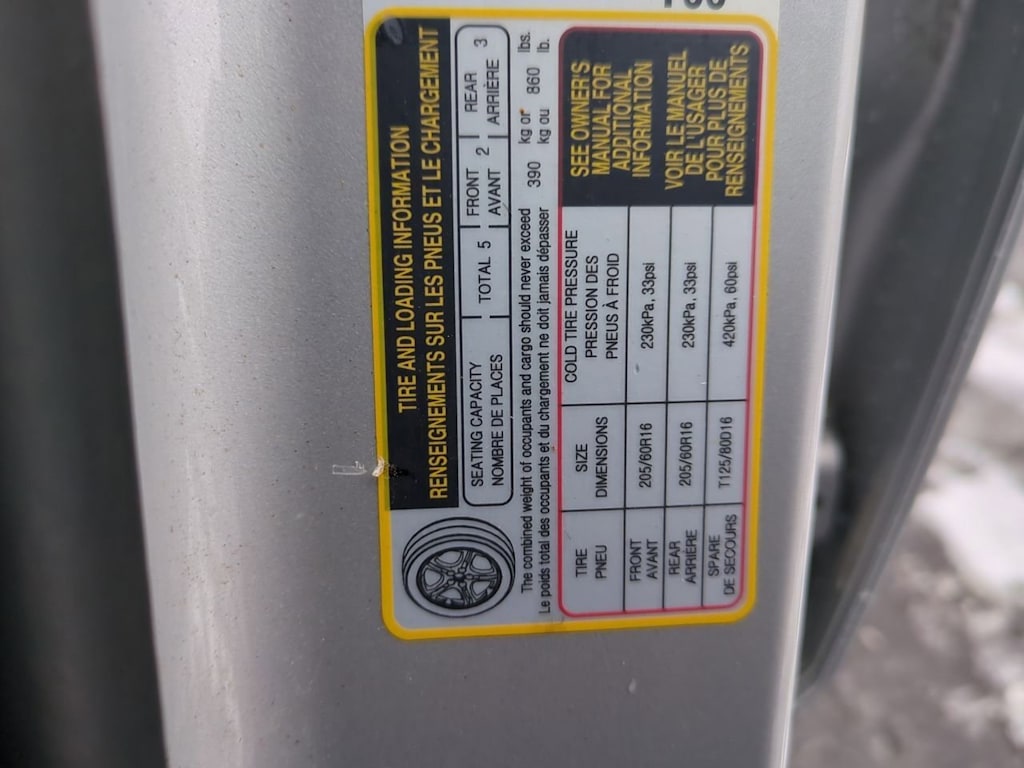 TIRE AND LOADING INFORMATION
RENSEIGNEMENTS SUR LES PNEUS ET LE CHARGEMENT
SEATING CAPACITY
NOMBRE DE PLACES
TOTAL 5
FRONT
AVANT
2
REAR
ARRIÈRE
3
The combined weight of occupants and cargo should never exceed 390 kg or 860 lbs.
Le poids total des occupants et du chargement ne doit jamais dépasser kg ou lb.
TIRE
PNEU
SIZE
DIMENSIONS
COLD TIRE PRESSURE
PRESSION DES
PNEUS À FROID
FRONT
AVANT
205/60R16
230kPa, 33psi
REAR
ARRIÈRE
205/60R16
230kPa, 33psi
SPARE
DE SECOURS
T125/80D16
420kPa, 60psi
SEE OWNER'S
MANUAL FOR
ADDITIONAL
INFORMATION
VOIR LE MANUEL
DE L'USAGER
POUR PLUS DE
RENSEIGNEMENTS